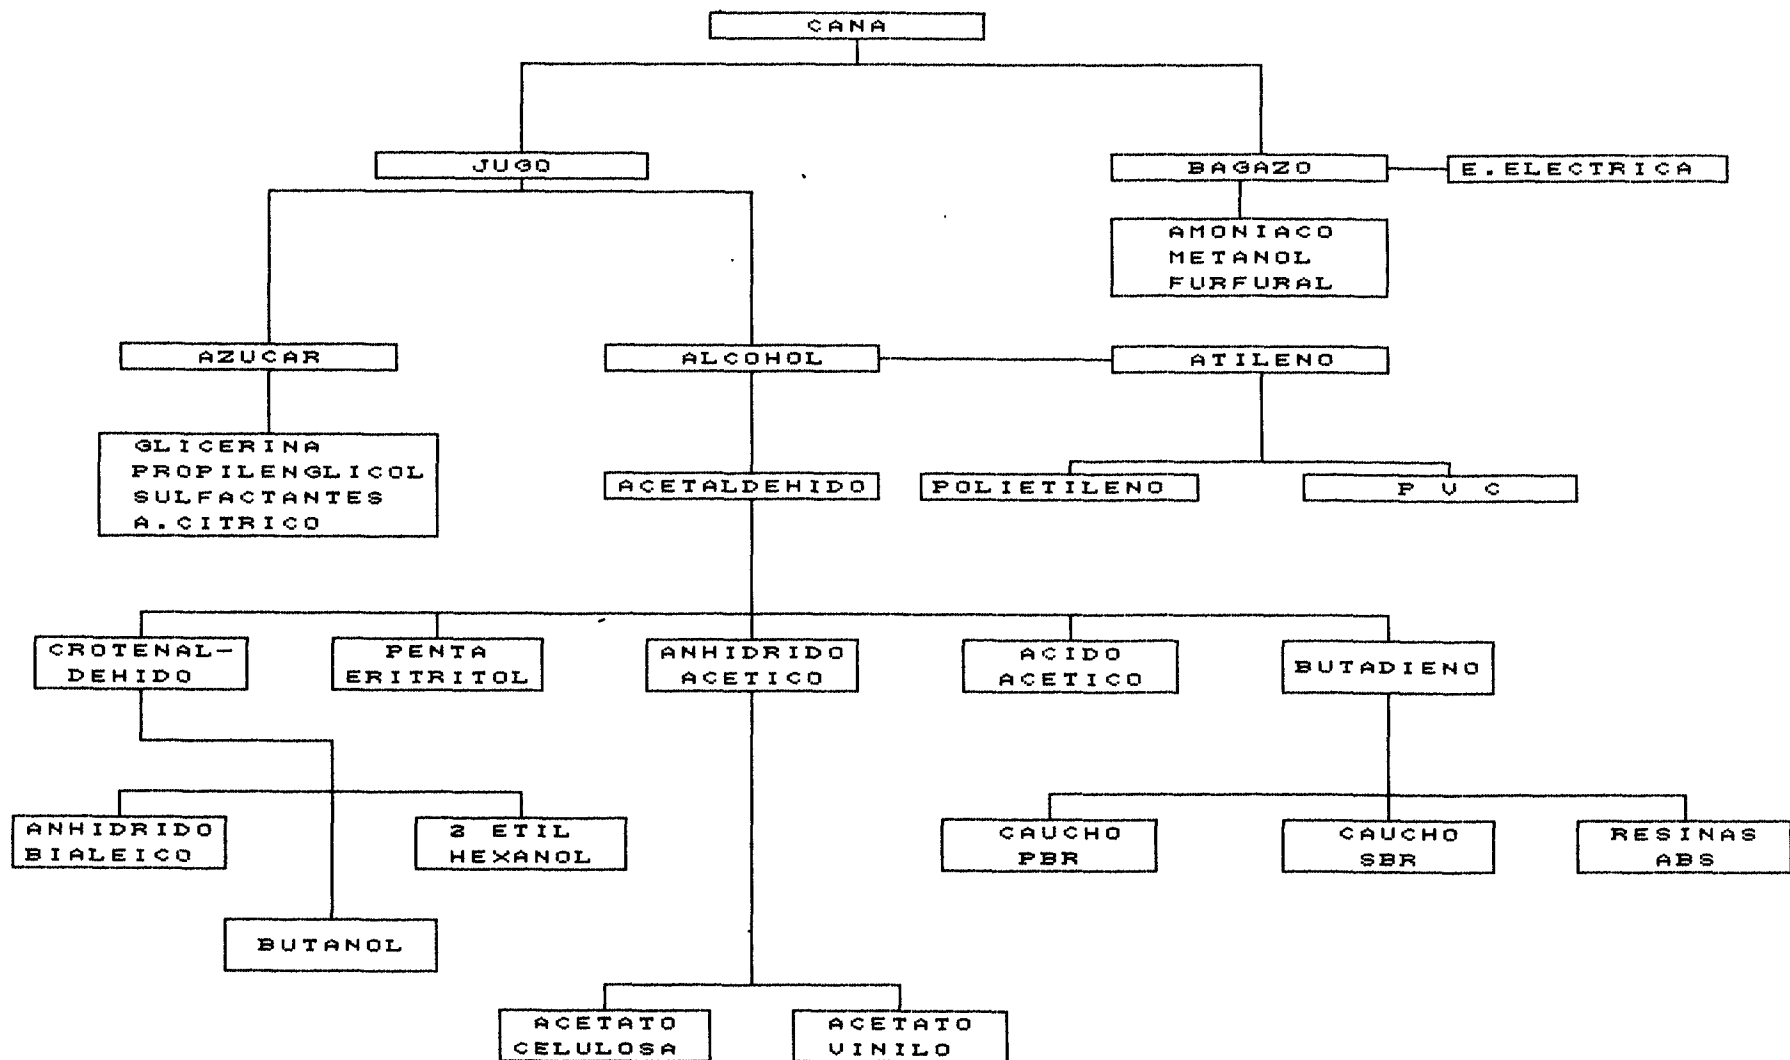 CANA
JUGO
BAGAZO
E.ELECTRICA
AMONIACO
METANOL
FURFURAL
AZUCAR
ALCOHOL
ATILENO
GLICERINA
PROPILENGLICOL
SULFACTANTES
A.CITRICO
ACETALDEHIDO
POLIETILENO
P V C
CROTENAL-
DEHIDO
PENTA
ERITRITOL
ANHIDRIDO
ACETICO
ACIDO
ACETICO
BUTADIENO
ANHIDRIDO
BIALEICO
2 ETIL
HEXANOL
CAUCHO
PBR
CAUCHO
SBR
RESINAS
ABS
BUTANOL
ACETATO
CELULOSA
ACETATO
VINILO